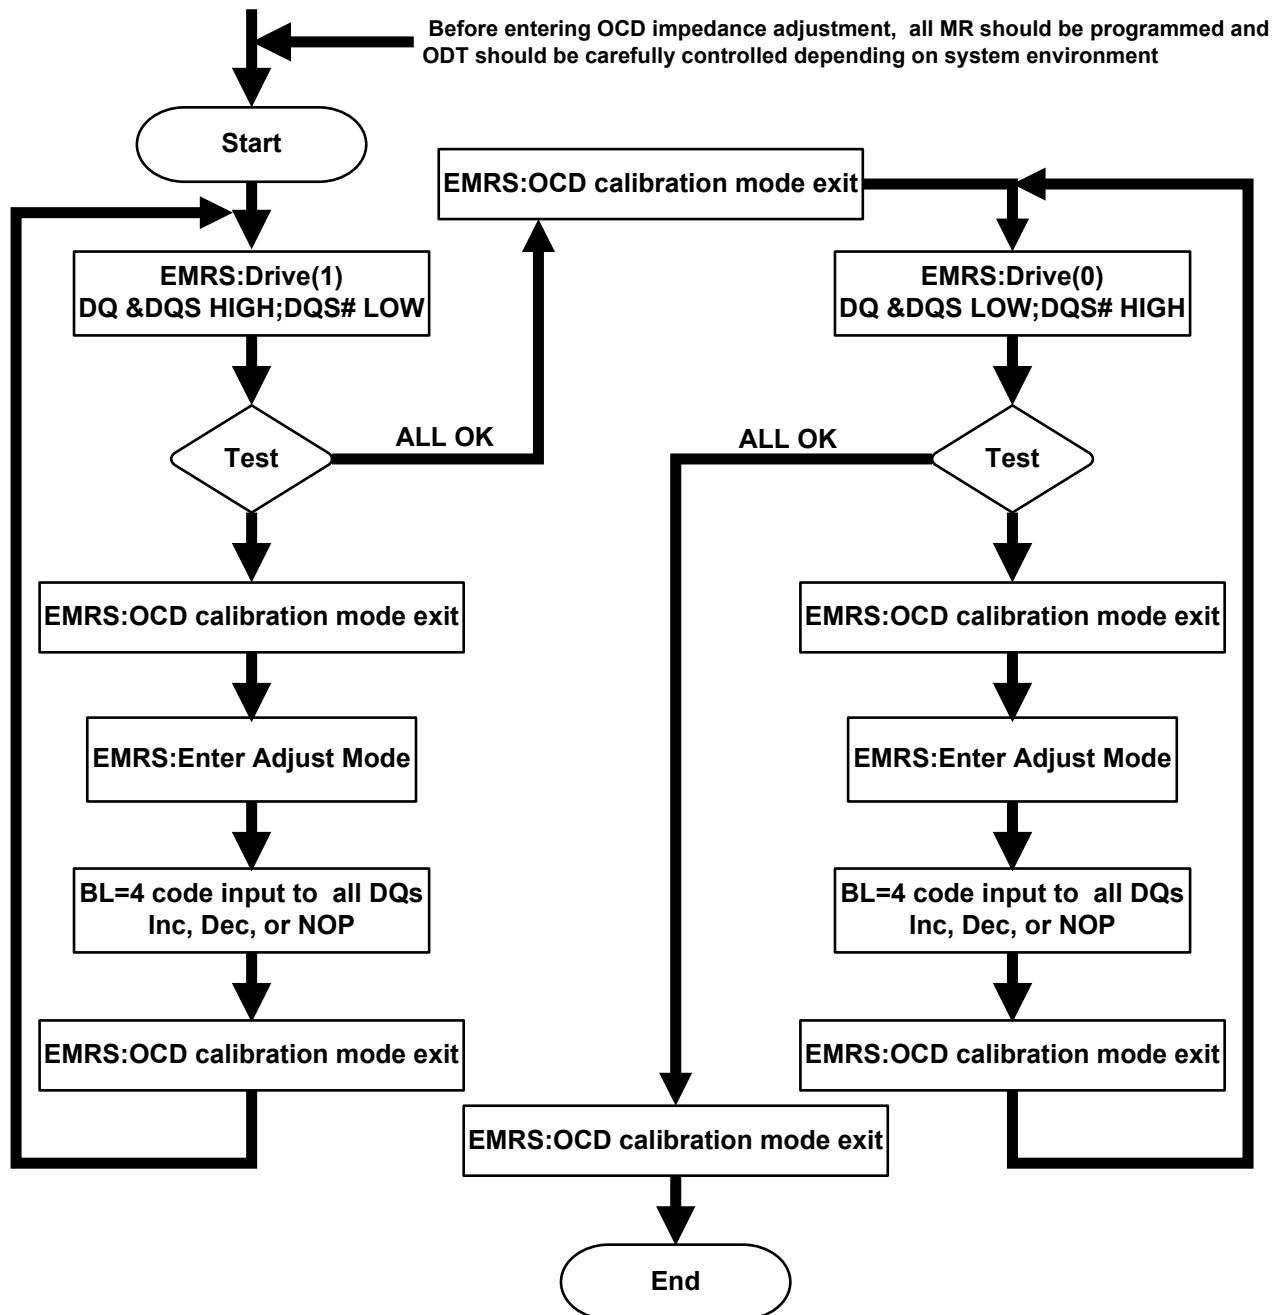 Before entering OCD impedance adjustment, all MR should be programmed and
ODT should be carefully controlled depending on system environment
Start
EMRS:OCD calibration mode exit
EMRS:Drive(1)
DQ &DQS HIGH;DQS# LOW
EMRS:Drive(0)
DQ &DQS LOW;DQS# HIGH
Test
ALL OK
ALL OK
Test
EMRS:OCD calibration mode exit
EMRS:OCD calibration mode exit
EMRS:Enter Adjust Mode
EMRS:Enter Adjust Mode
BL=4 code input to all DQs
Inc, Dec, or NOP
BL=4 code input to all DQs
Inc, Dec, or NOP
EMRS:OCD calibration mode exit
EMRS:OCD calibration mode exit
EMRS:OCD calibration mode exit
End